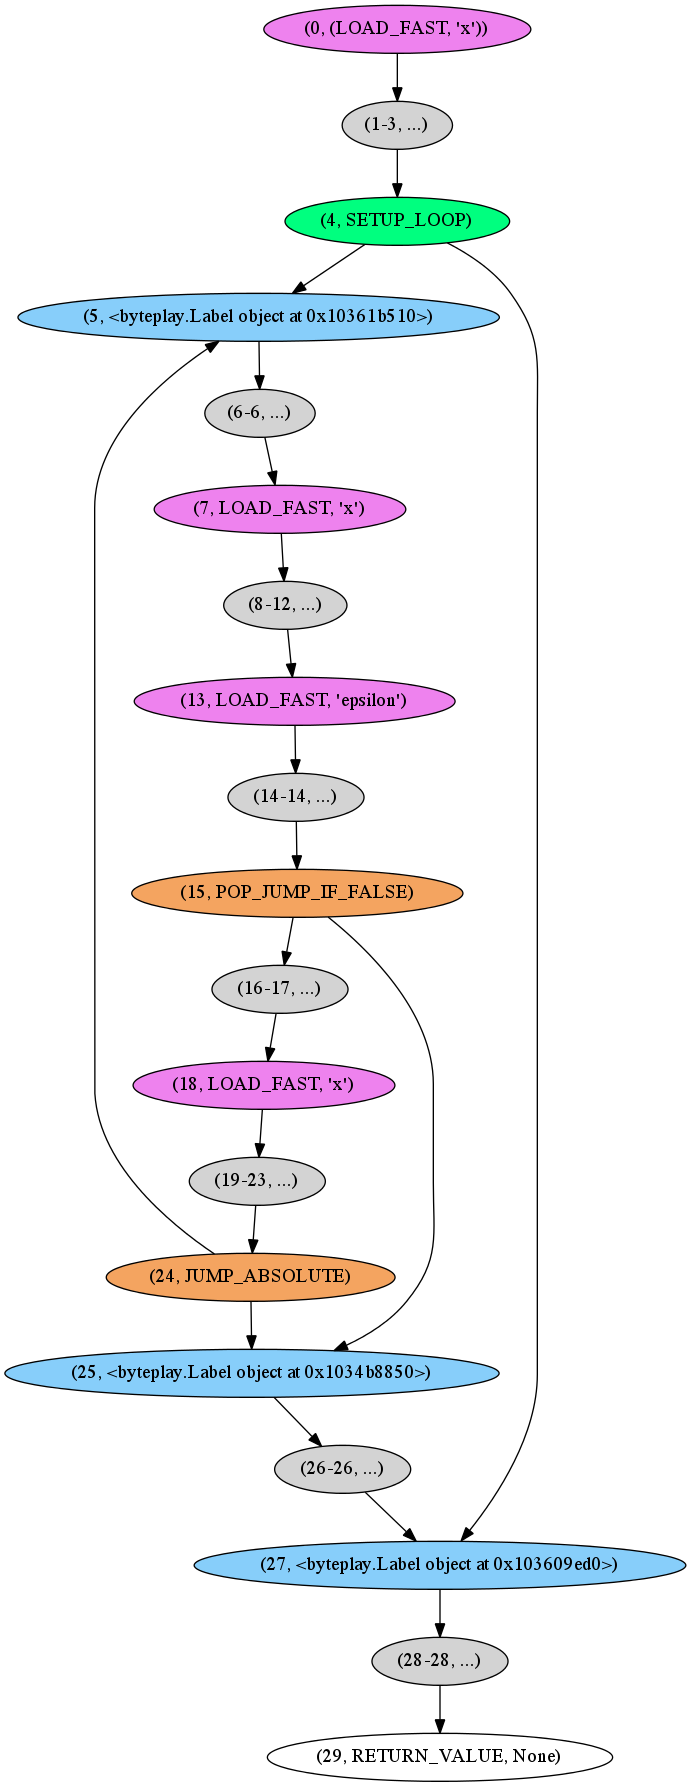 (0, (LOAD_FAST, 'x'))
(1-3, ...)
(4, SETUP_LOOP)
(5, <byteplay.Label object at 0x10361b510>)
(6-6, ...)
(7, LOAD_FAST, 'x')
(8-12, ...)
(13, LOAD_FAST, 'epsilon')
(14-14, ...)
(15, POP_JUMP_IF_FALSE)
(16-17, ...)
(18, LOAD_FAST, 'x')
(19-23, ...)
(24, JUMP_ABSOLUTE)
(25, <byteplay.Label object at 0x1034b8850>)
(26-26, ...)
(27, <byteplay.Label object at 0x103609ed0>)
(28-28, ...)
(29, RETURN_VALUE, None)